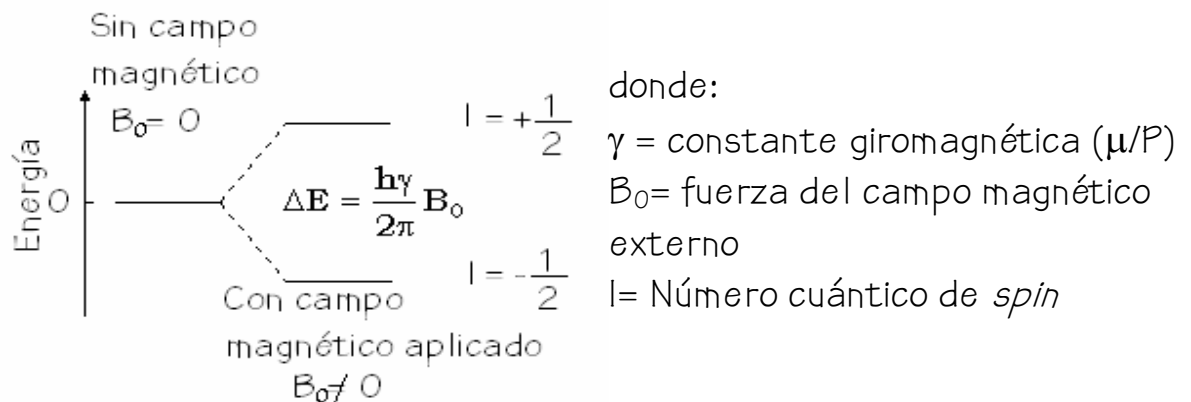 Sin campo
magnético
B₀= 0
Energía
0
I = +1/2
ΔE = hγ/2π B₀
I = -1/2
Con campo
magnético aplicado
B₀≠ 0
donde:
γ = constante giromagnética (μ/P)
B₀= fuerza del campo magnético
externo
I= Número cuántico de spin